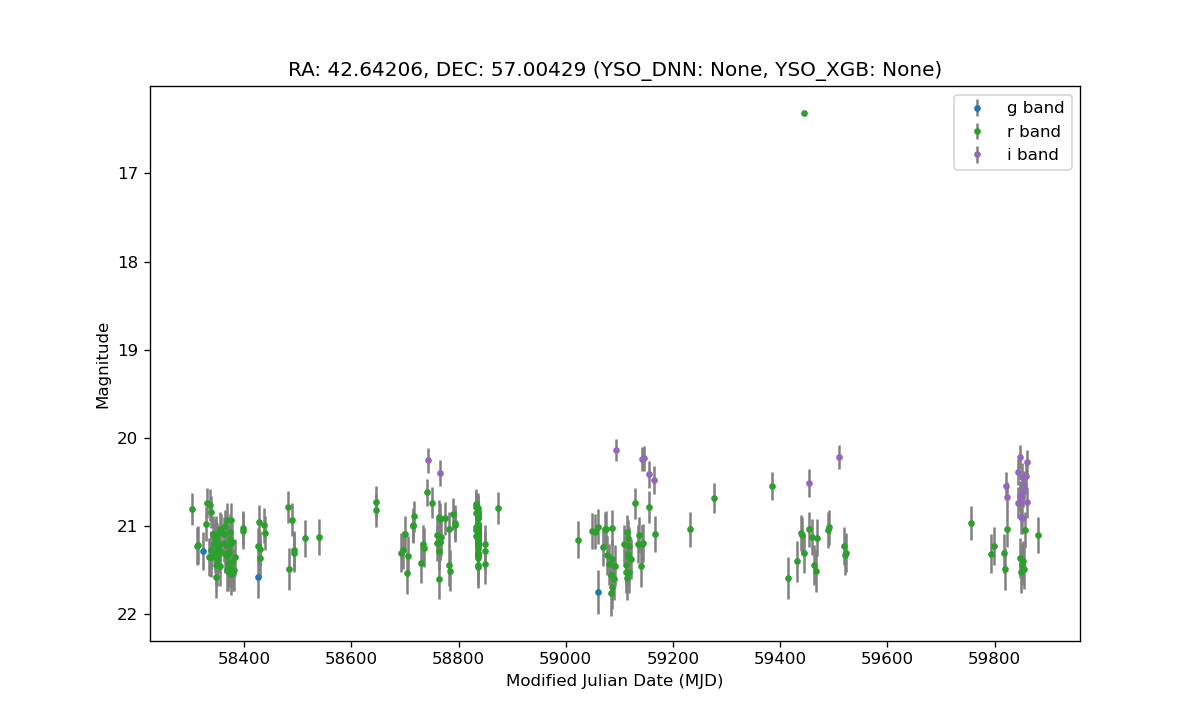 RA: 42.64206, DEC: 57.00429 (YSO_DNN: None, YSO_XGB: None)
g band
r band
i band
17
18
19
20
21
22
Magnitude
58400 58600 58800 59000 59200 59400 59600 59800
Modified Julian Date (MJD)